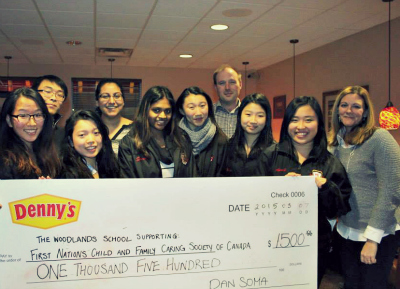 Denny's
Check 0006
DATE 2015 03
THE WOODLANDS SCHOOL SUPPORTING:
FIRST NATIONS CHILD AND FAMILY CARING SOCIETY OF CANADA
$ 1500
ONE THOUSAND FIVE HUNDRED
DAN SOMA